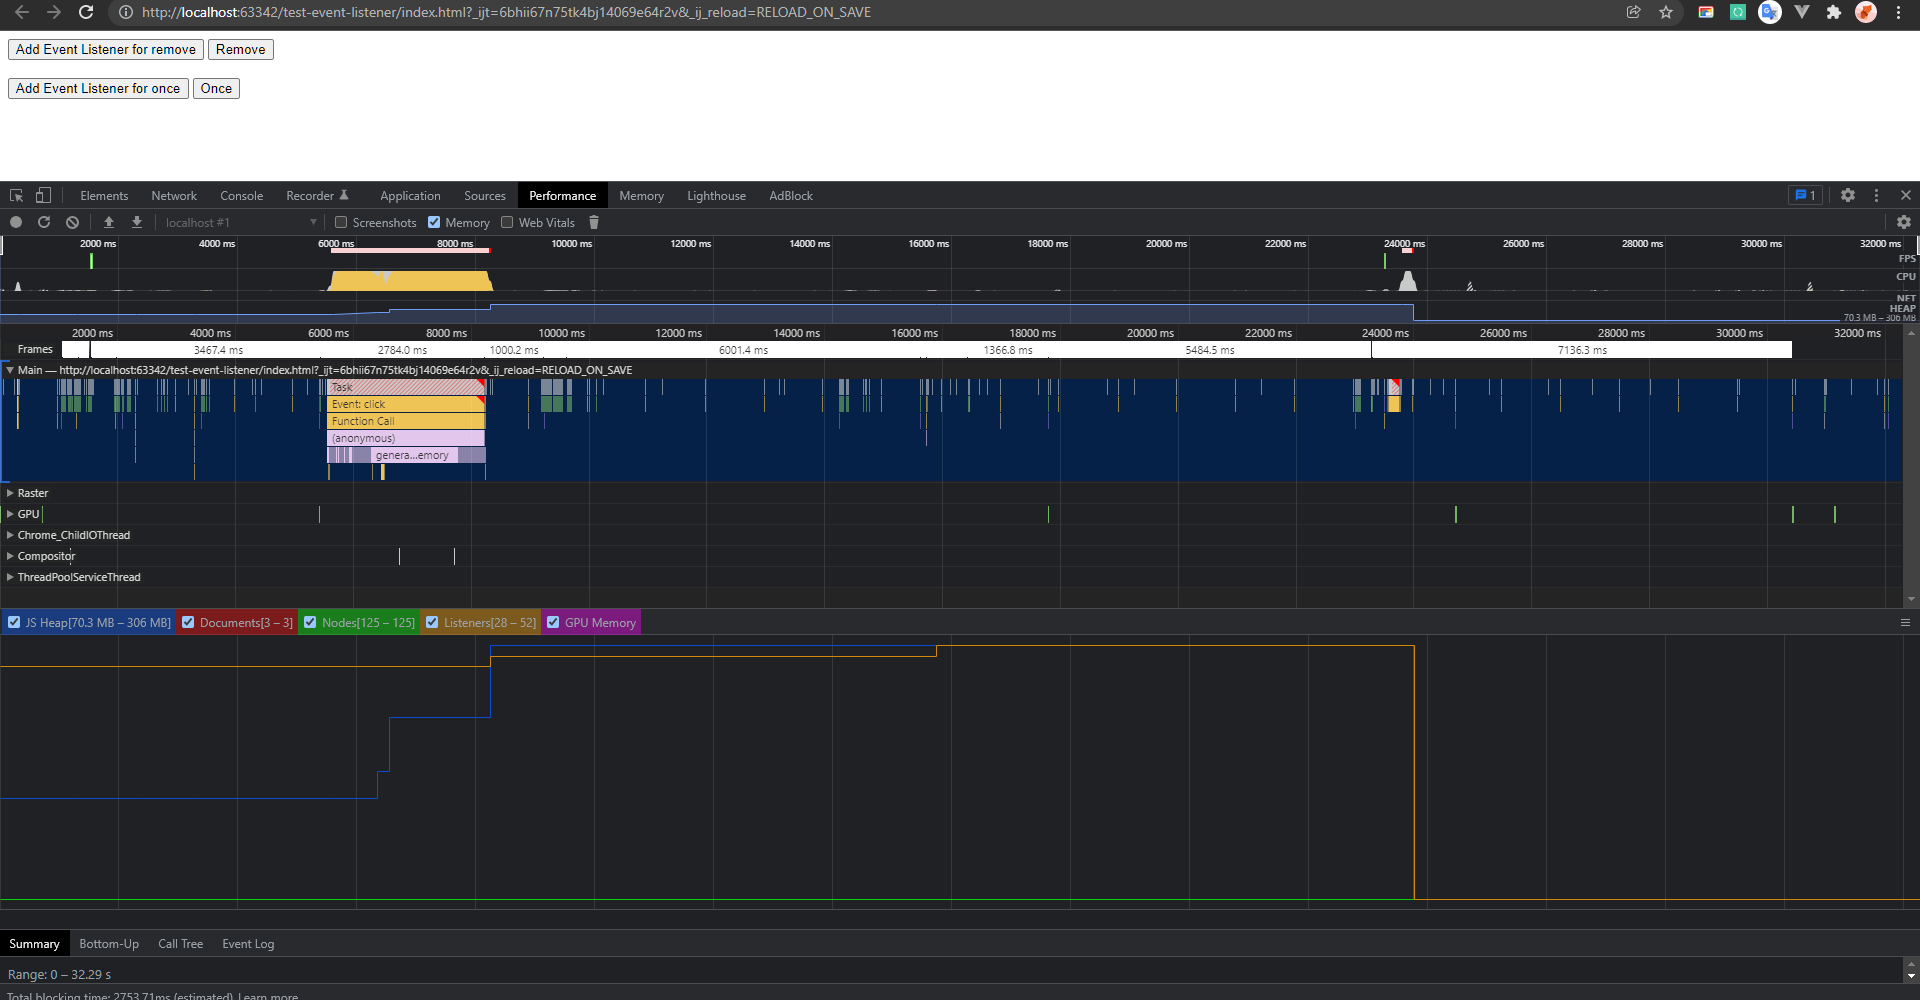 http://localhost:63342/test-event-listener/index.html?_ijt=6bhii67n75tk4bj14069e64r2v&_ij_reload=RELOAD_ON_SAVE
Add Event Listener for remove Remove
Add Event Listener for once Once
Elements Network Console Recorder Application Sources Performance Memory Lighthouse AdBlock 1
localhost #1 Screenshots Memory Web Vitals
2000 ms 4000 ms 6000 ms 8000 ms 10000 ms 12000 ms 14000 ms 16000 ms 18000 ms 20000 ms 22000 ms 24000 ms 26000 ms 28000 ms 30000 ms 32000 ms
FPS
CPU
NET
HEAP
70.3 MB – 306 MB
2000 ms 4000 ms 6000 ms 8000 ms 10000 ms 12000 ms 14000 ms 16000 ms 18000 ms 20000 ms 22000 ms 24000 ms 26000 ms 28000 ms 30000 ms 32000 ms
Frames 3467.4 ms 2784.0 ms 1000.2 ms 6001.4 ms 1366.8 ms 5484.5 ms 7136.3 ms
Main — http://localhost:63342/test-event-listener/index.html?_ijt=6bhii67n75tk4bj14069e64r2v&_ij_reload=RELOAD_ON_SAVE
Task
Event: click
Function Call
(anonymous)
genera…emory
Raster
GPU
Chrome_ChildIOThread
Compositor
ThreadPoolServiceThread
JS Heap[70.3 MB – 306 MB] Documents[3 – 3] Nodes[125 – 125] Listeners[28 – 52] GPU Memory
Summary Bottom-Up Call Tree Event Log
Range: 0 – 32.29 s
Total blocking time: 2753.71ms (estimated) Learn more